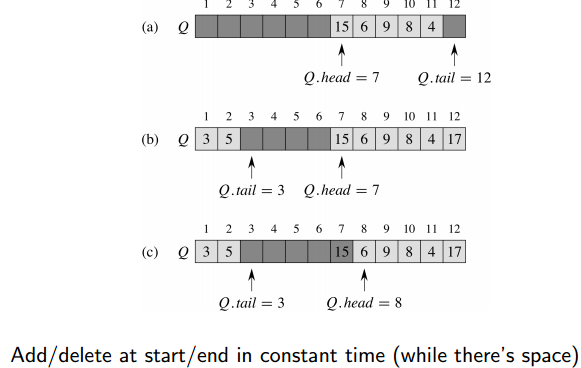 1 2 3 4 5 6 7 8 9 10 11 12
(a) Q 15 6 9 8 4
Q.head = 7 Q.tail = 12
1 2 3 4 5 6 7 8 9 10 11 12
(b) Q 3 5 15 6 9 8 4 17
Q.tail = 3 Q.head = 7
1 2 3 4 5 6 7 8 9 10 11 12
(c) Q 3 5 15 6 9 8 4 17
Q.tail = 3 Q.head = 8
Add/delete at start/end in constant time (while there's space)